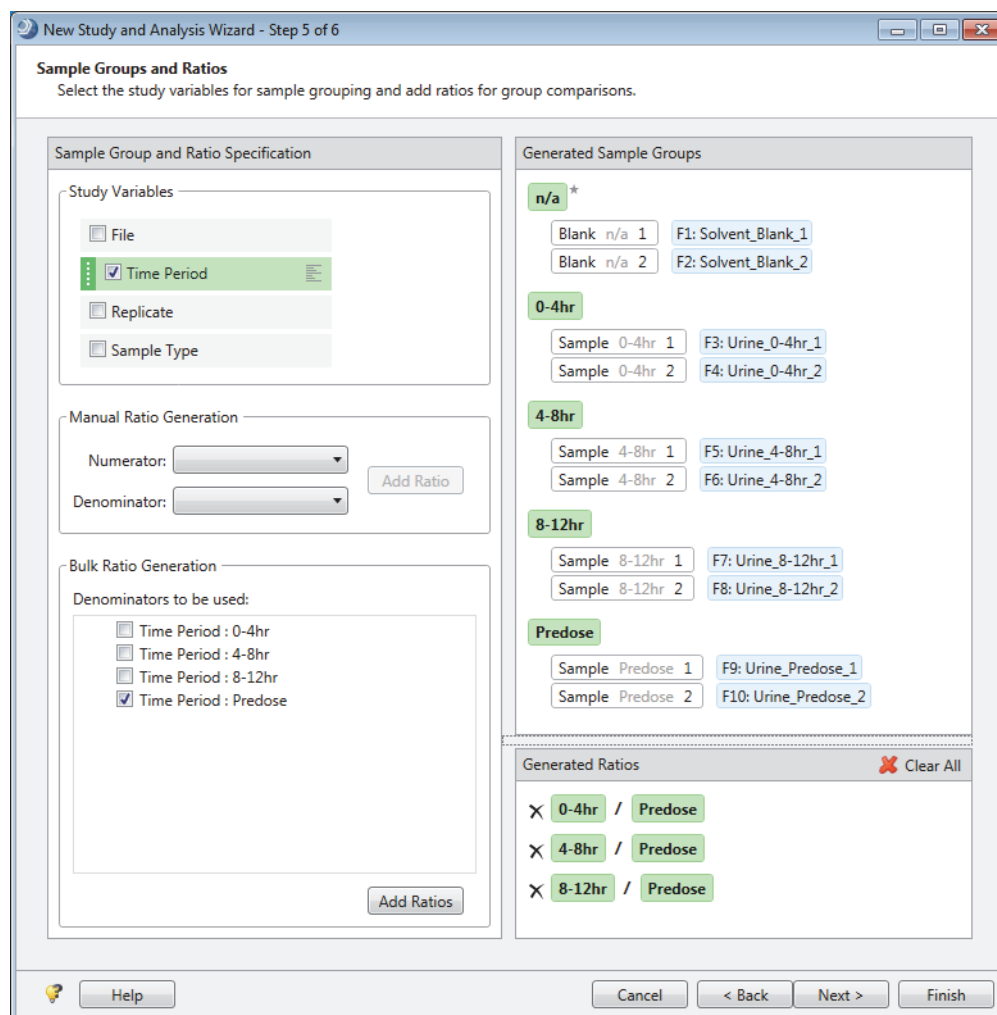 New Study and Analysis Wizard - Step 5 of 6
Sample Groups and Ratios
Select the study variables for sample grouping and add ratios for group comparisons.
Sample Group and Ratio Specification
Study Variables
File
Time Period
Replicate
Sample Type
Manual Ratio Generation
Numerator:
Denominator:
Add Ratio
Bulk Ratio Generation
Denominators to be used:
Time Period : 0-4hr
Time Period : 4-8hr
Time Period : 8-12hr
Time Period : Predose
Add Ratios
Generated Sample Groups
n/a *
Blank n/a 1 F1: Solvent_Blank_1
Blank n/a 2 F2: Solvent_Blank_2
0-4hr
Sample 0-4hr 1 F3: Urine_0-4hr_1
Sample 0-4hr 2 F4: Urine_0-4hr_2
4-8hr
Sample 4-8hr 1 F5: Urine_4-8hr_1
Sample 4-8hr 2 F6: Urine_4-8hr_2
8-12hr
Sample 8-12hr 1 F7: Urine_8-12hr_1
Sample 8-12hr 2 F8: Urine_8-12hr_2
Predose
Sample Predose 1 F9: Urine_Predose_1
Sample Predose 2 F10: Urine_Predose_2
Generated Ratios Clear All
0-4hr / Predose
4-8hr / Predose
8-12hr / Predose
Help Cancel < Back Next > Finish